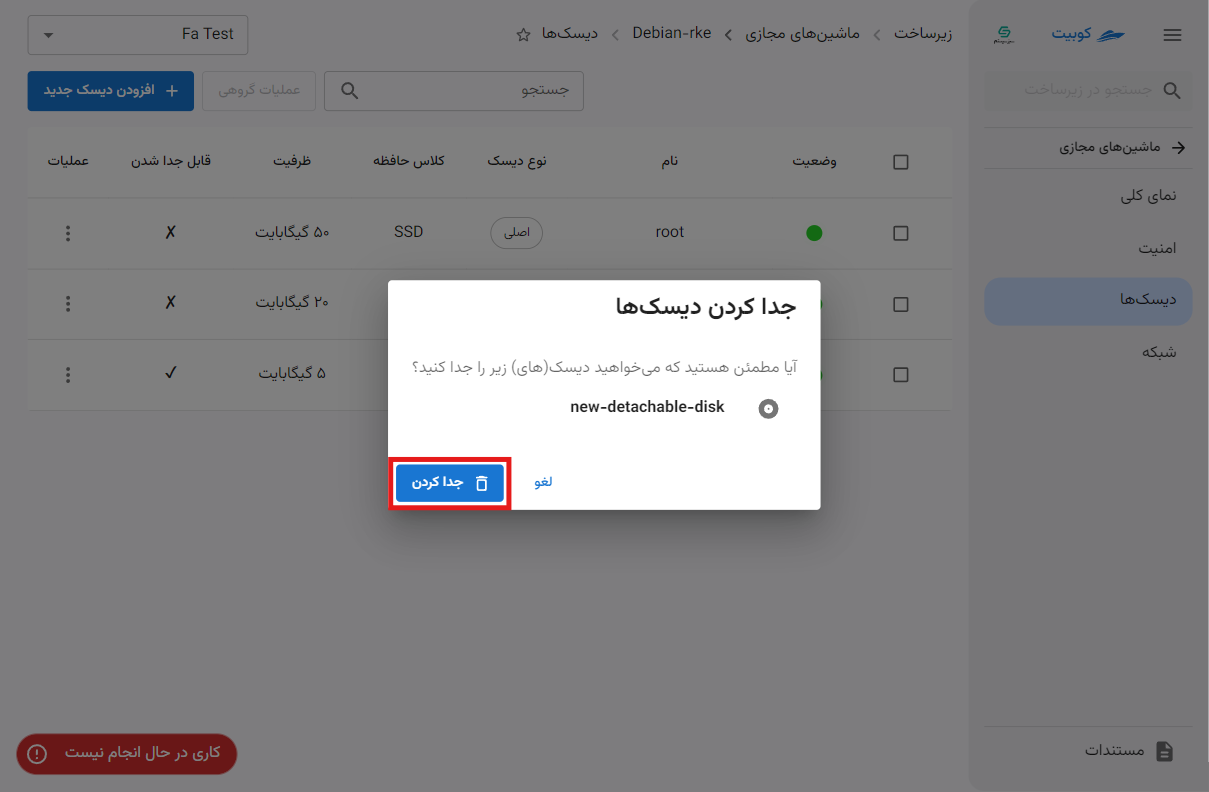 کوبیت
زیرساخت > ماشین‌های مجازی > Debian-rke > دیسک‌ها
Fa Test
جستجو در زیرساخت
ماشین‌های مجازی
نمای کلی
امنیت
دیسک‌ها
شبکه
مستندات
جستجو
عملیات گروهی
افزودن دیسک جدید
وضعیت نام نوع دیسک کلاس حافظه ظرفیت قابل جدا شدن عملیات
root اصلی SSD ۵۰ گیگابایت ✗
۲۰ گیگابایت ✗
۵ گیگابایت ✓
جدا کردن دیسک‌ها
آیا مطمئن هستید که می‌خواهید دیسک(های) زیر را جدا کنید؟
new-detachable-disk
لغو
جدا کردن
کاری در حال انجام نیست